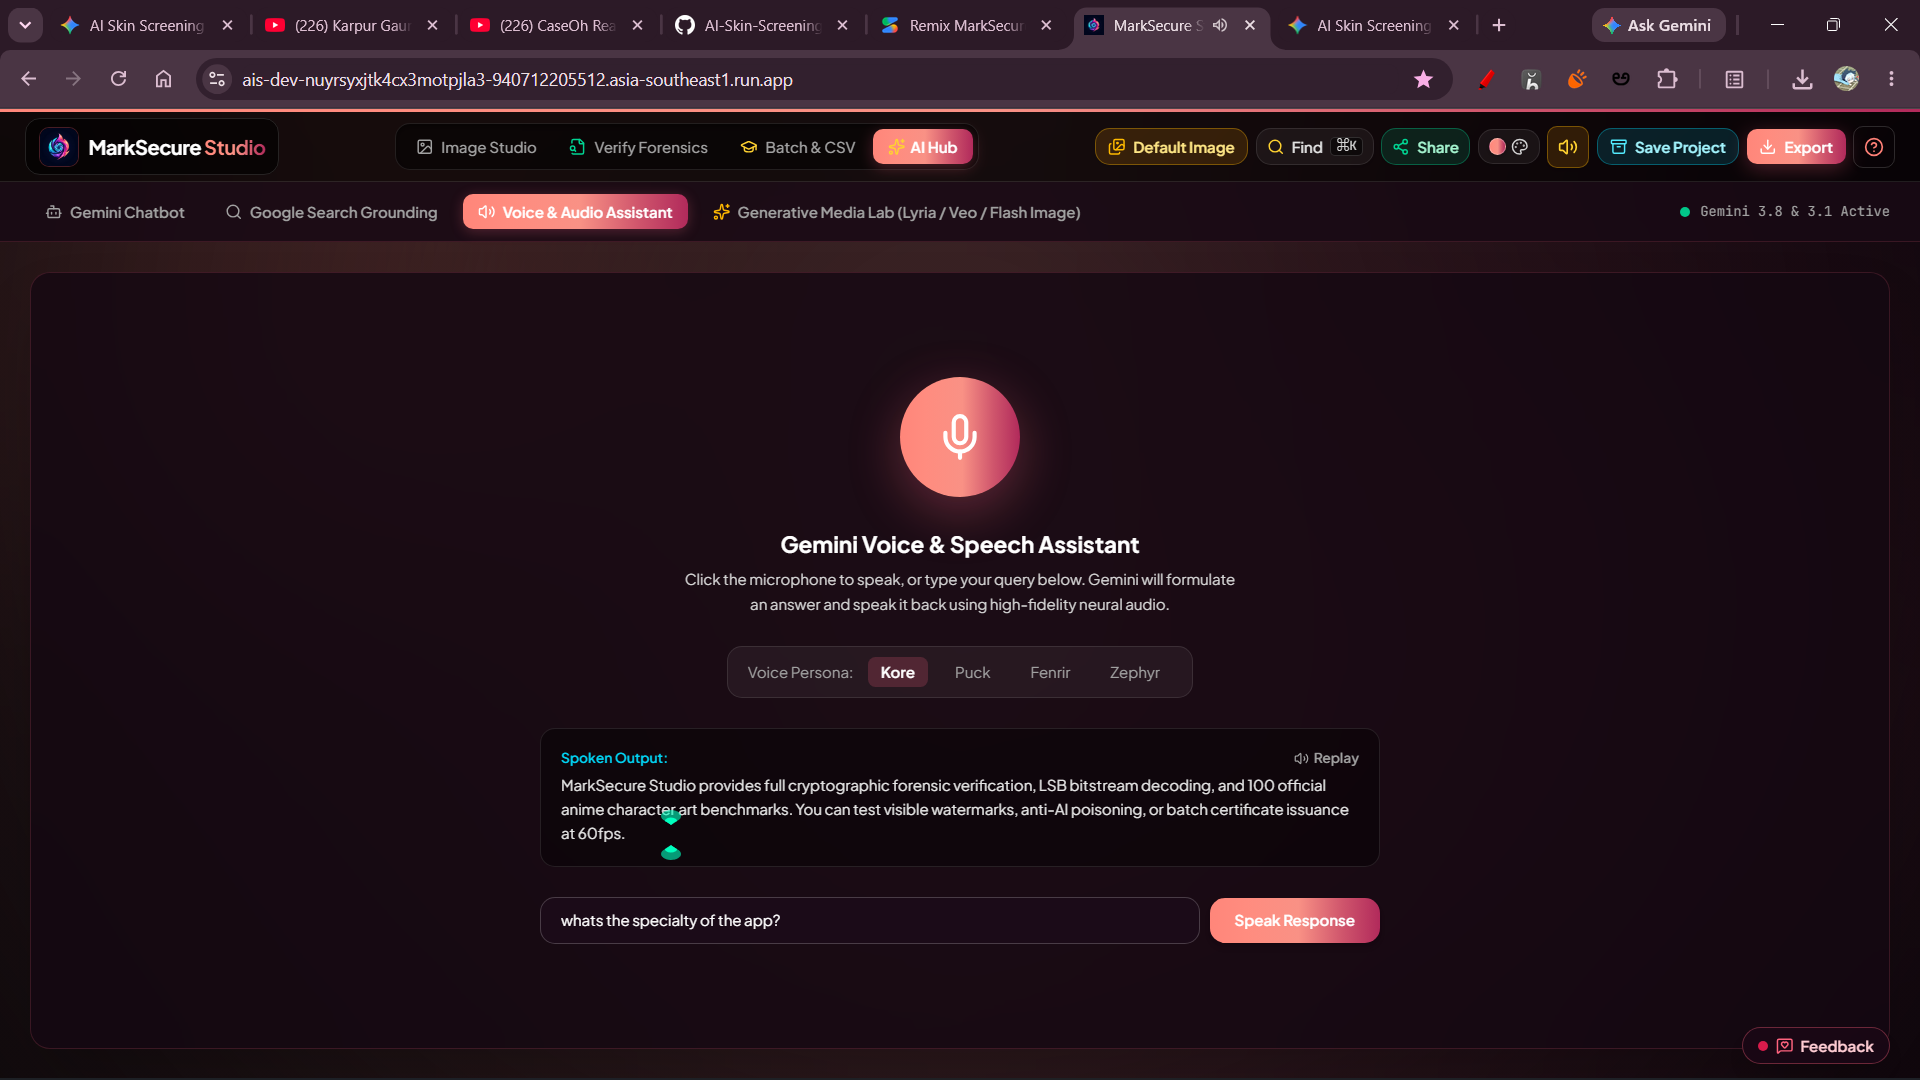 AI Skin Screening
(226) Karpur Gaur
(226) CaseOh Rea
AI-Skin-Screening
Remix MarkSecur
MarkSecure S
AI Skin Screening
Ask Gemini
ais-dev-nuyrsyxjtk4cx3motpjla3-940712205512.asia-southeast1.run.app
MarkSecure Studio
Image Studio
Verify Forensics
Batch & CSV
AI Hub
Default Image
Find ⌘K
Share
Save Project
Export
Gemini Chatbot
Google Search Grounding
Voice & Audio Assistant
Generative Media Lab (Lyria / Veo / Flash Image)
Gemini 3.8 & 3.1 Active
Gemini Voice & Speech Assistant
Click the microphone to speak, or type your query below. Gemini will formulate
an answer and speak it back using high-fidelity neural audio.
Voice Persona: Kore Puck Fenrir Zephyr
Spoken Output:
Replay
MarkSecure Studio provides full cryptographic forensic verification, LSB bitstream decoding, and 100 official
anime character art benchmarks. You can test visible watermarks, anti-AI poisoning, or batch certificate issuance
at 60fps.
whats the specialty of the app?
Speak Response
Feedback